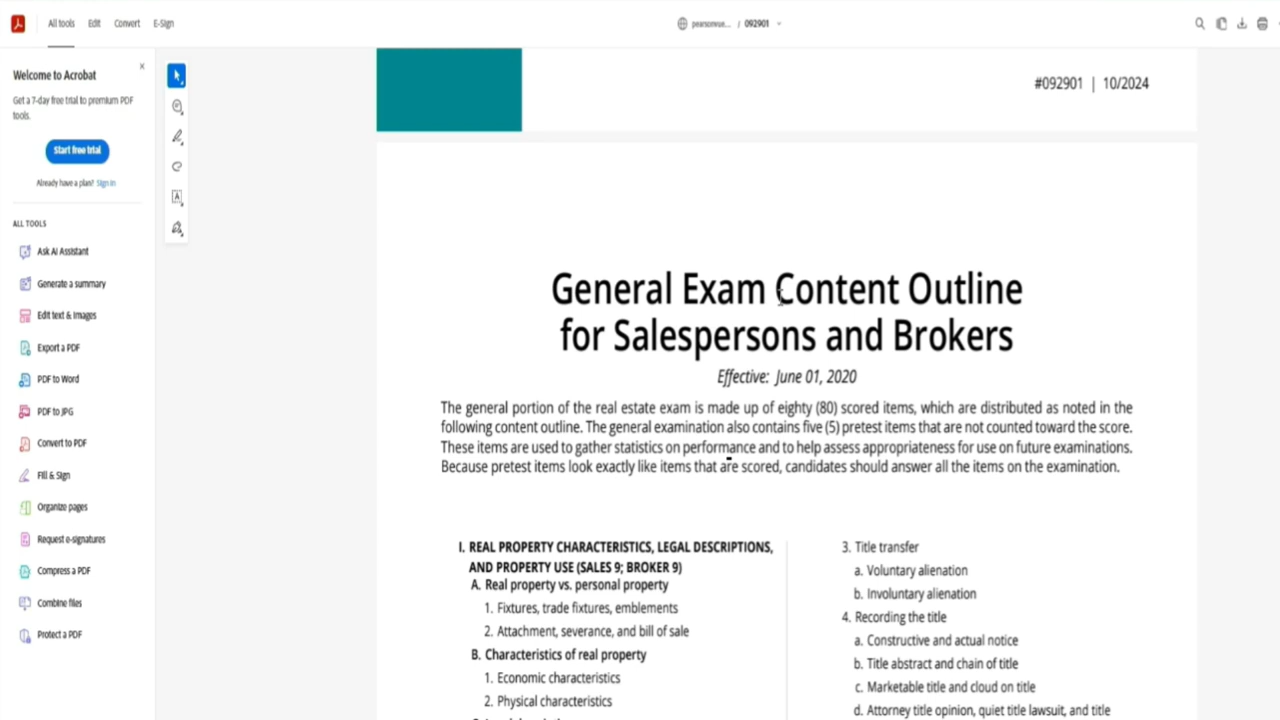 All tools Edit Convert E-Sign
pearsonvue... / 092901
Welcome to Acrobat
Get a 7-day free trial to premium PDF
tools.
Start free trial
Already have a plan? Sign in
ALL TOOLS
Ask AI Assistant
Generate a summary
Edit text & Images
Export a PDF
PDF to Word
PDF to JPG
Convert to PDF
Fill & Sign
Organize pages
Request e-signatures
Compress a PDF
Combine files
Protect a PDF
#092901 | 10/2024
General Exam Content Outline
for Salespersons and Brokers
Effective: June 01, 2020
The general portion of the real estate exam is made up of eighty (80) scored items, which are distributed as noted in the
following content outline. The general examination also contains five (5) pretest items that are not counted toward the score.
These items are used to gather statistics on performance and to help assess appropriateness for use on future examinations.
Because pretest items look exactly like items that are scored, candidates should answer all the items on the examination.
I. REAL PROPERTY CHARACTERISTICS, LEGAL DESCRIPTIONS,
AND PROPERTY USE (SALES 9; BROKER 9)
A. Real property vs. personal property
1. Fixtures, trade fixtures, emblements
2. Attachment, severance, and bill of sale
B. Characteristics of real property
1. Economic characteristics
2. Physical characteristics
3. Title transfer
a. Voluntary alienation
b. Involuntary alienation
4. Recording the title
a. Constructive and actual notice
b. Title abstract and chain of title
c. Marketable title and cloud on title
d. Attorney title opinion, quiet title lawsuit, and title